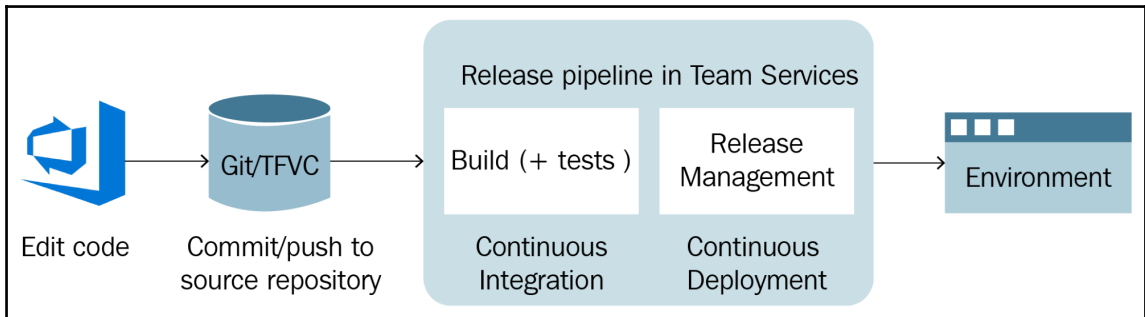 Release pipeline in Team Services
Git/TFVC
Build (+ tests )
Release
Management
Environment
Edit code
Commit/push to
source repository
Continuous
Integration
Continuous
Deployment